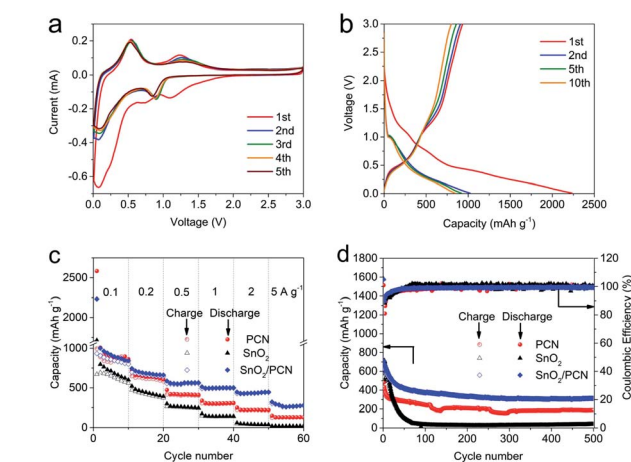 a
Current (mA)
0.2
0.0
-0.2
-0.4
-0.6
1st
2nd
3rd
4th
5th
0.0 0.5 1.0 1.5 2.0 2.5 3.0
Voltage (V)
b
Voltage (V)
3.0
2.5
2.0
1.5
1.0
0.5
0.0
1st
2nd
5th
10th
0 500 1000 1500 2000 2500
Capacity (mAh g⁻¹)
c
Capacity (mAh g⁻¹)
2500
2000
1000
500
0
0.1 0.2 0.5 1 2 5 A g⁻¹
Charge Discharge
PCN
SnO₂
SnO₂/PCN
0 20 40 60
Cycle number
d
Capacity (mAh g⁻¹)
1800
1600
1400
1200
1000
800
600
400
200
0
Charge Discharge
PCN
SnO₂
SnO₂/PCN
120
100
80
60
40
20
0
Coulombic Efficiency (%)
0 100 200 300 400 500
Cycle number